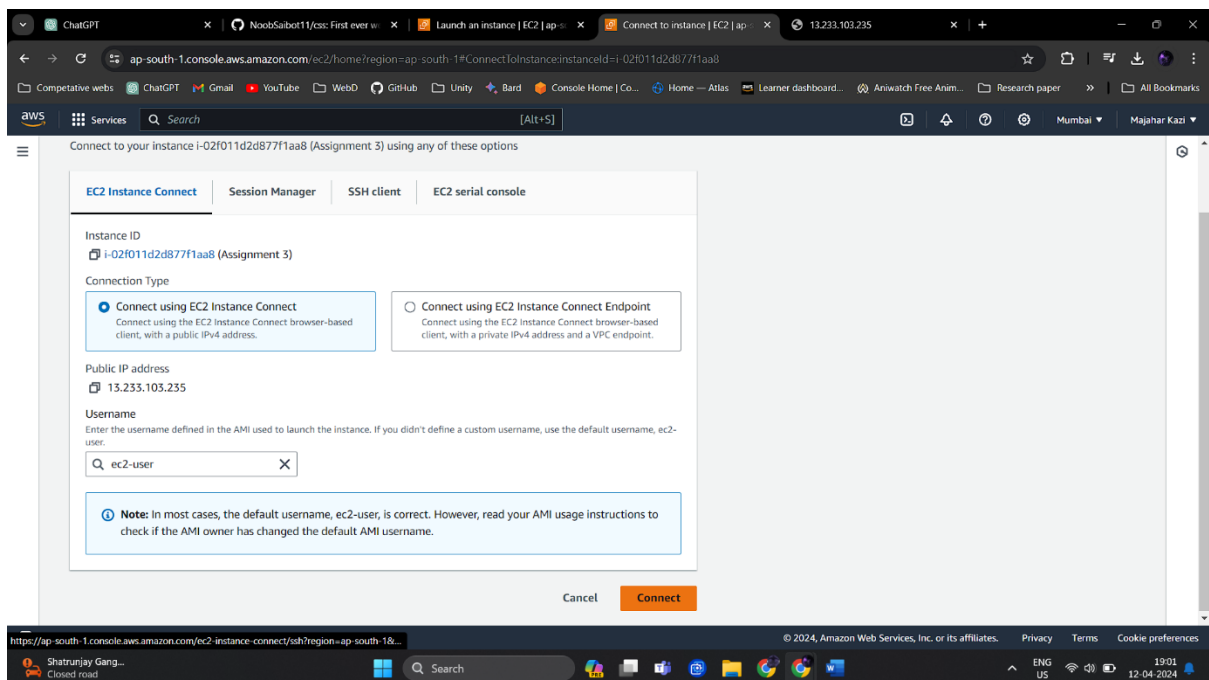 ChatGPT
NoobSaibot11/css: First ever w
Launch an instance | EC2 | ap-s
Connect to instance | EC2 | ap-s
13.233.103.235
ap-south-1.console.aws.amazon.com/ec2/home?region=ap-south-1#ConnectToInstance:instanceId=i-02f011d2d877f1aa8
Competative webs ChatGPT Gmail YouTube WebD GitHub Unity Bard Console Home | Co... Home — Atlas Learner dashboard... Aniwatch Free Anim... Research paper » All Bookmarks
aws Services Search [Alt+S] Mumbai ▼ Majahar Kazi ▼
Connect to your instance i-02f011d2d877f1aa8 (Assignment 3) using any of these options
EC2 Instance Connect Session Manager SSH client EC2 serial console
Instance ID
i-02f011d2d877f1aa8 (Assignment 3)
Connection Type
Connect using EC2 Instance Connect
Connect using the EC2 Instance Connect browser-based
client, with a public IPv4 address.
Connect using EC2 Instance Connect Endpoint
Connect using the EC2 Instance Connect browser-based
client, with a private IPv4 address and a VPC endpoint.
Public IP address
13.233.103.235
Username
Enter the username defined in the AMI used to launch the instance. If you didn't define a custom username, use the default username, ec2-
user.
ec2-user
Note: In most cases, the default username, ec2-user, is correct. However, read your AMI usage instructions to
check if the AMI owner has changed the default AMI username.
Cancel Connect
https://ap-south-1.console.aws.amazon.com/ec2-instance-connect/ssh?region=ap-south-1&...
© 2024, Amazon Web Services, Inc. or its affiliates. Privacy Terms Cookie preferences
Shatrunjay Gang...
Closed road
Search
ENG
US
19:01
12-04-2024